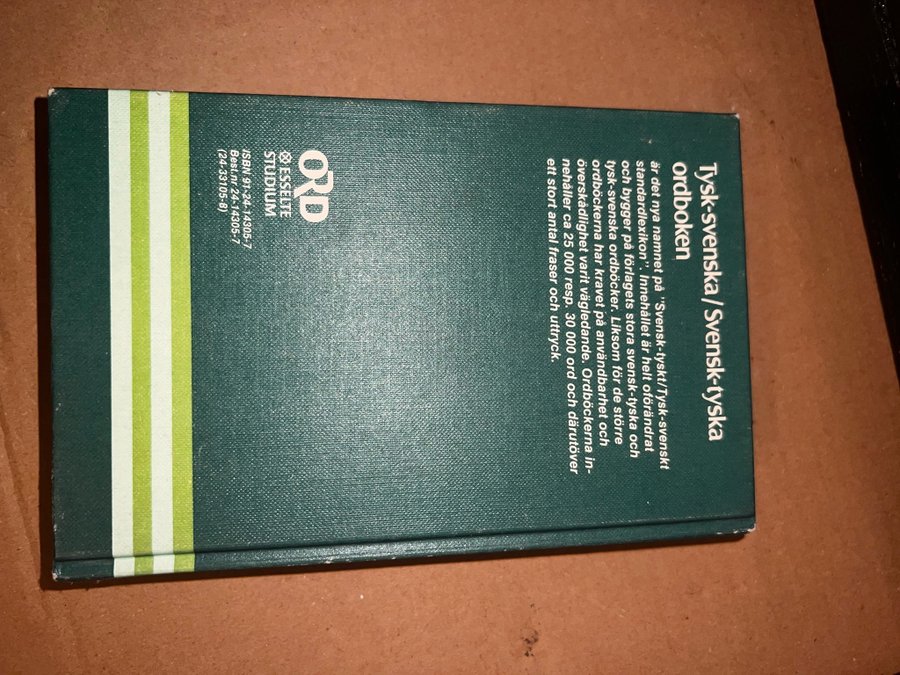 Tysk-svenska/Svensk-tyska
ordboken
är det nya namnet på "Svensk-tyskt/Tysk-svenskt
standardlexikon". Innehållet är helt oförändrat
och bygger på förlagets stora svensk-tyska och
tysk-svenska ordböcker. Liksom för de större
ordböckerna har kravet på användbarhet och
överskådlighet varit vägledande. Ordböckerna in-
nehåller ca 25 000 resp. 30 000 ord och därutöver
ett stort antal fraser och uttryck.
ORD
ESSELTE
STUDIUM
ISBN 91-24-14305-7
Best.nr 24-14305-7
(24-33105-8)